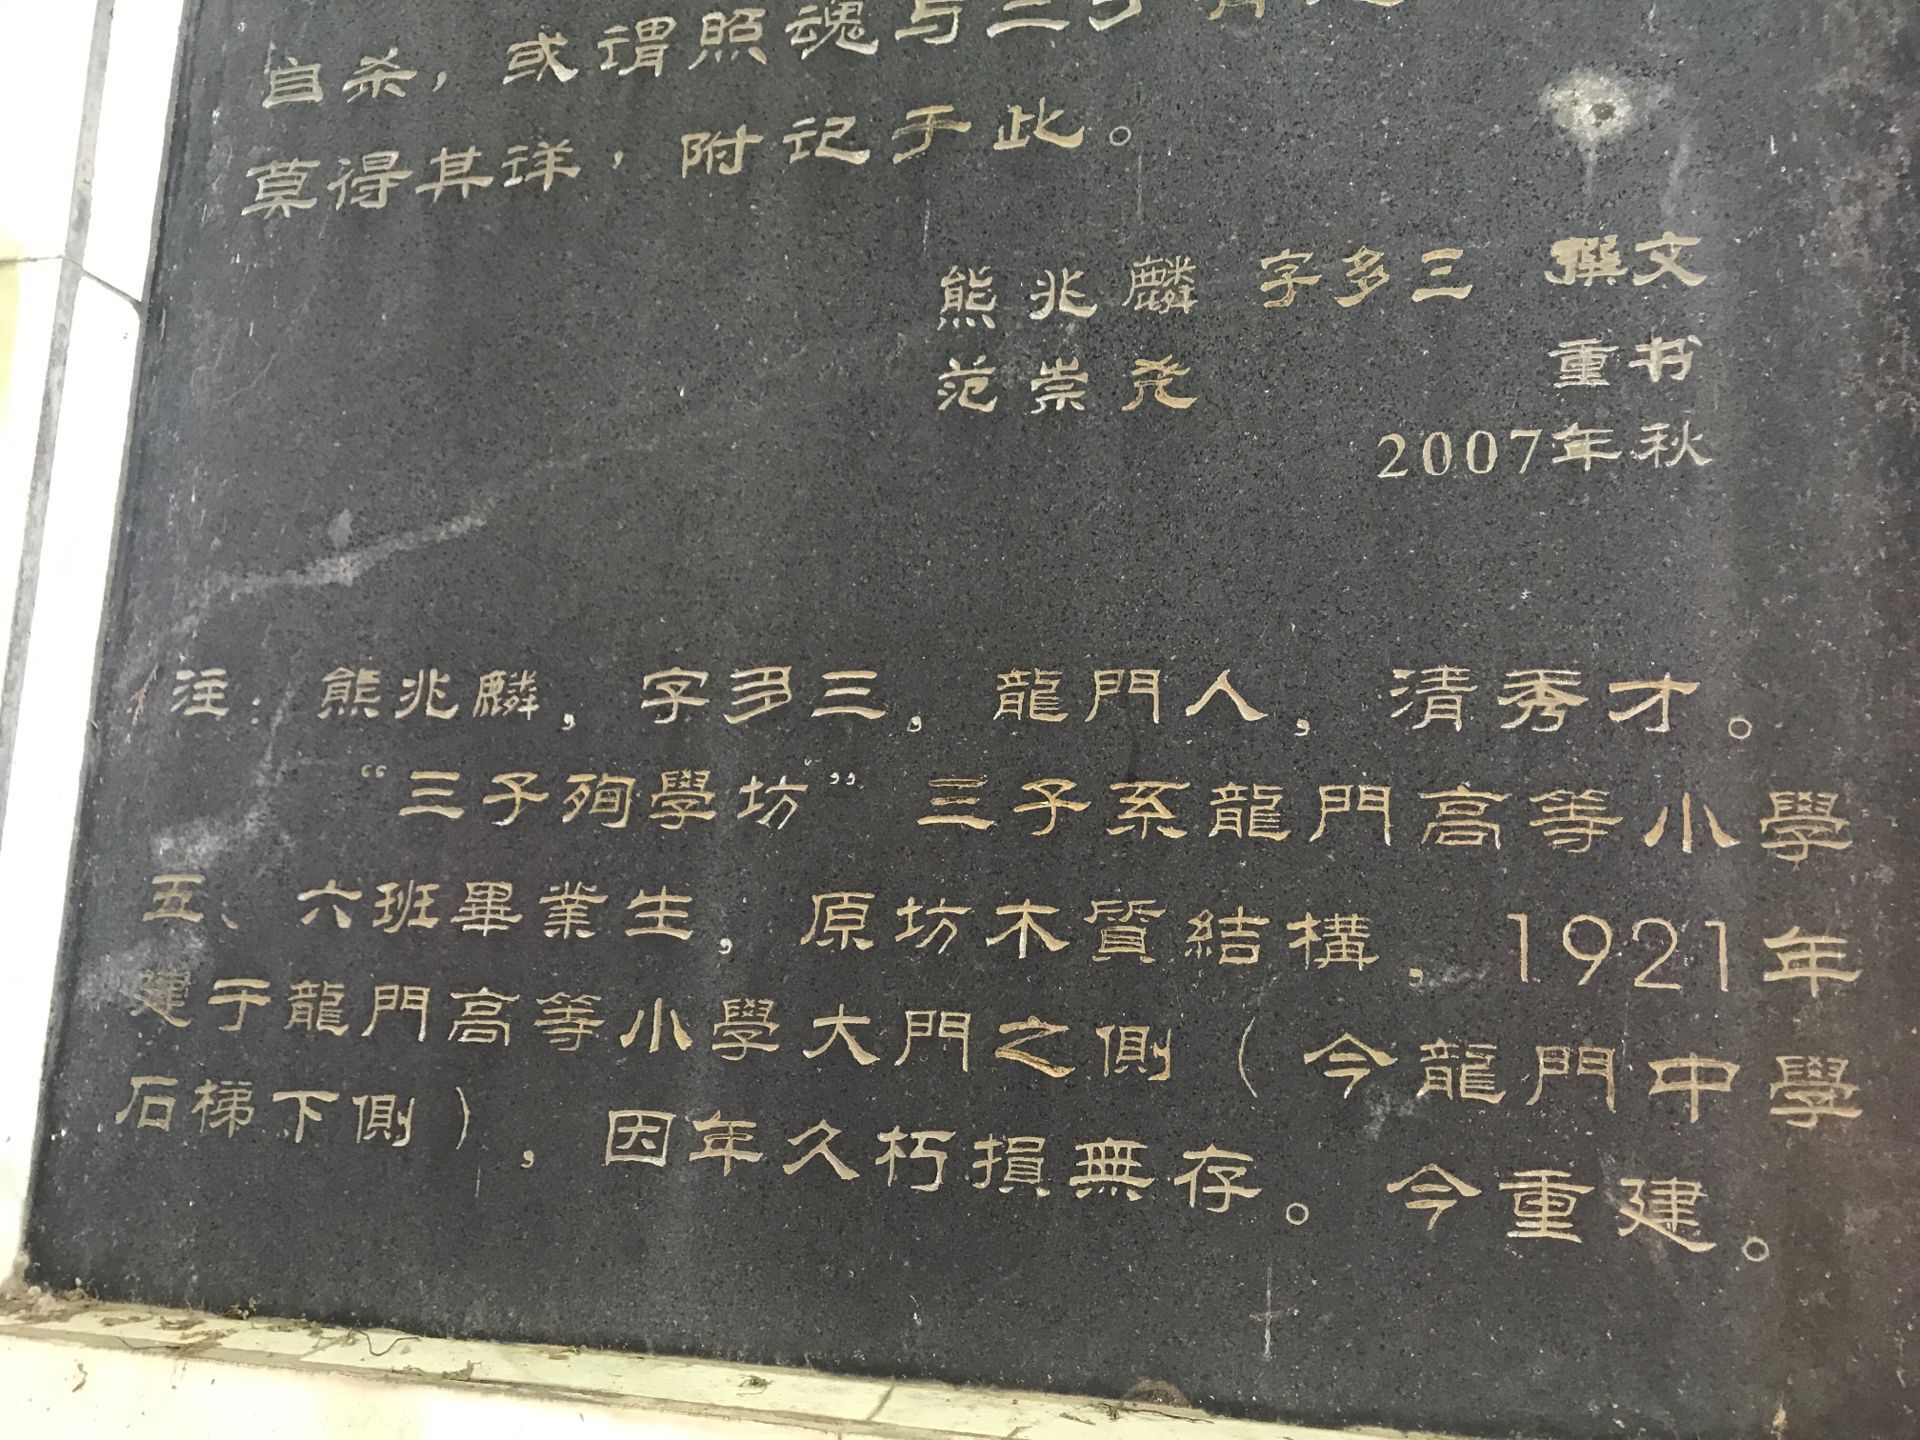 自杀，或谓照魂与三子
莫得其详，附记于此。
熊兆麟 字多三 撰文
范崇尧 重书
2007年秋
注：熊兆麟，字多三，龍門人，清秀才。
“三子殉學坊”三子系龍門高等小學
五、六班畢業生，原坊木質結構，1921年
建于龍門高等小學大門之側（今龍門中學
石梯下側），因年久朽損無存。今重建。